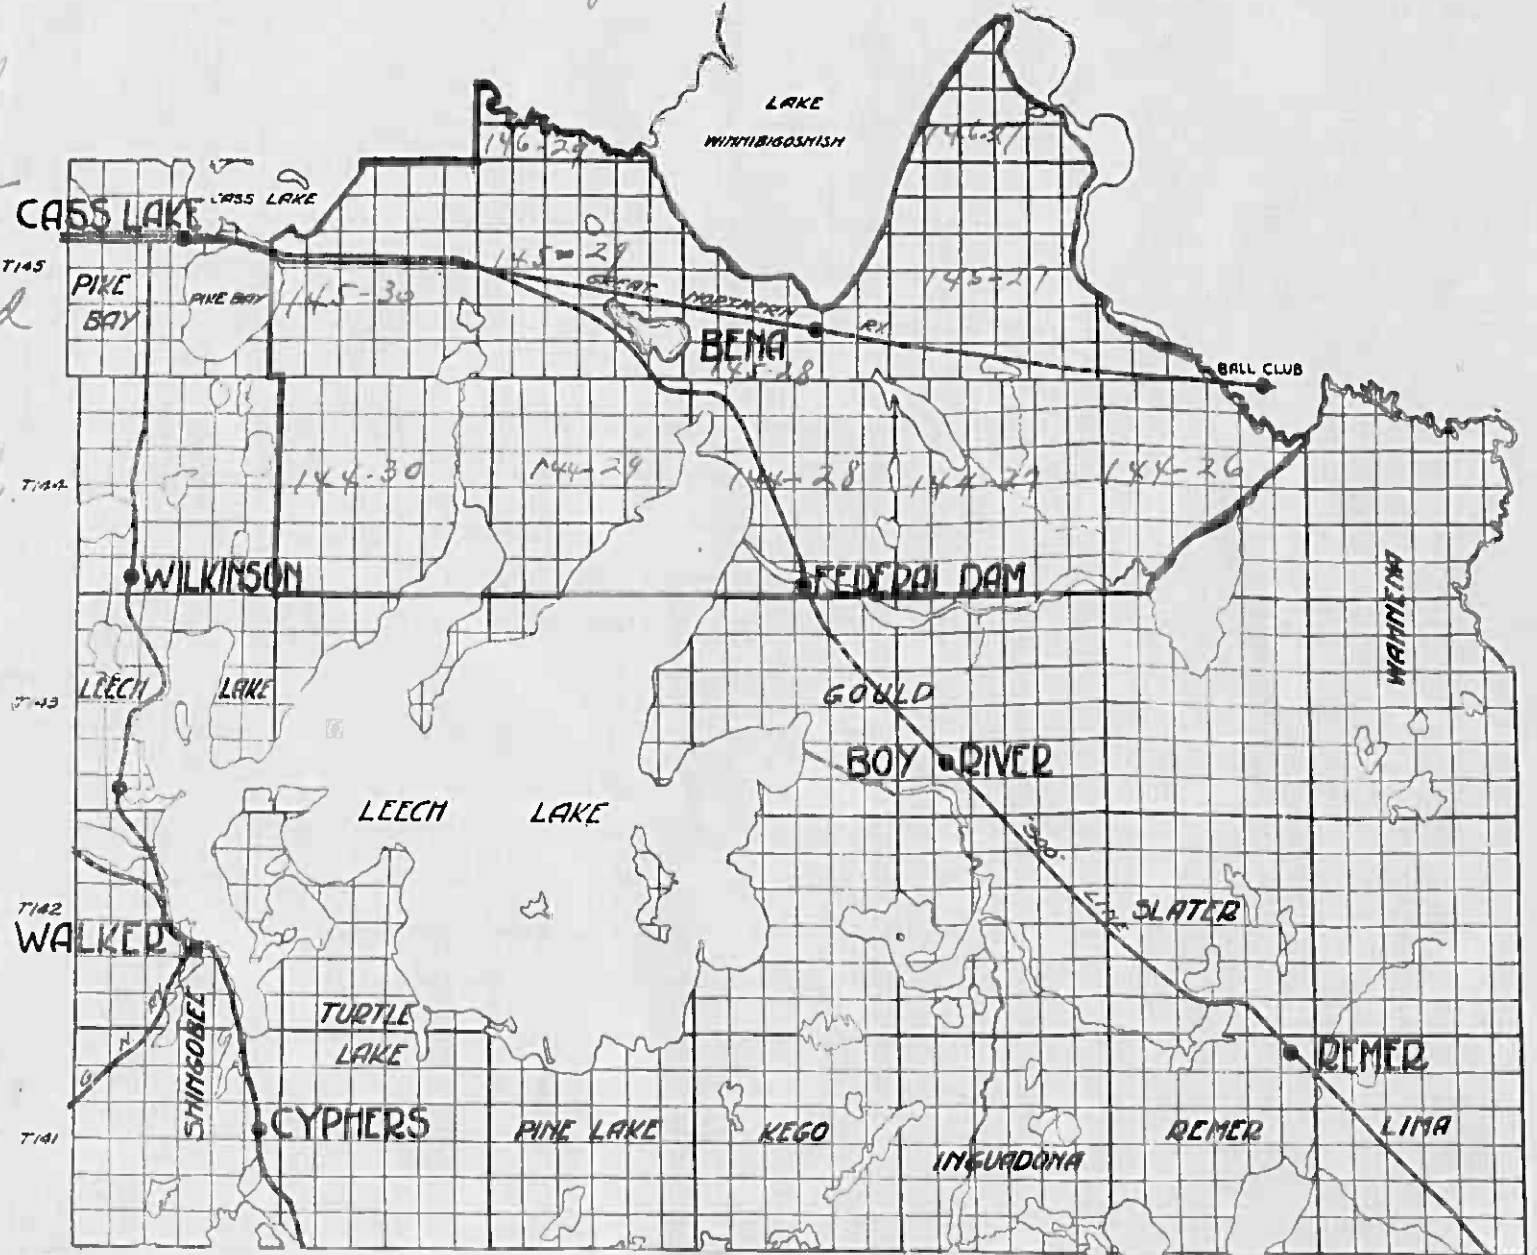 LAKE
WINNIBIGOSHISH
146-29
146-27
CASS LAKE
CASS LAKE
T145
PIKE
BAY
PIKE BAY
145-30
145-29
145-27
GREAT NORTHERN RY.
BENA
145-28
BALL CLUB
T144
144-30
144-29
144-28
144-27
144-26
WILKINSON
FEDERAL DAM
WAHNENA
T143
LEECH LAKE
GOULD
BOY RIVER
LEECH LAKE
"SOO" LINE
SLATER
T142
WALKER
SHINGOBEE
TURTLE
LAKE
G. N. RY
REMER
T141
CYPHERS
PINE LAKE
KEGO
INGUADONA
REMER
LIMA